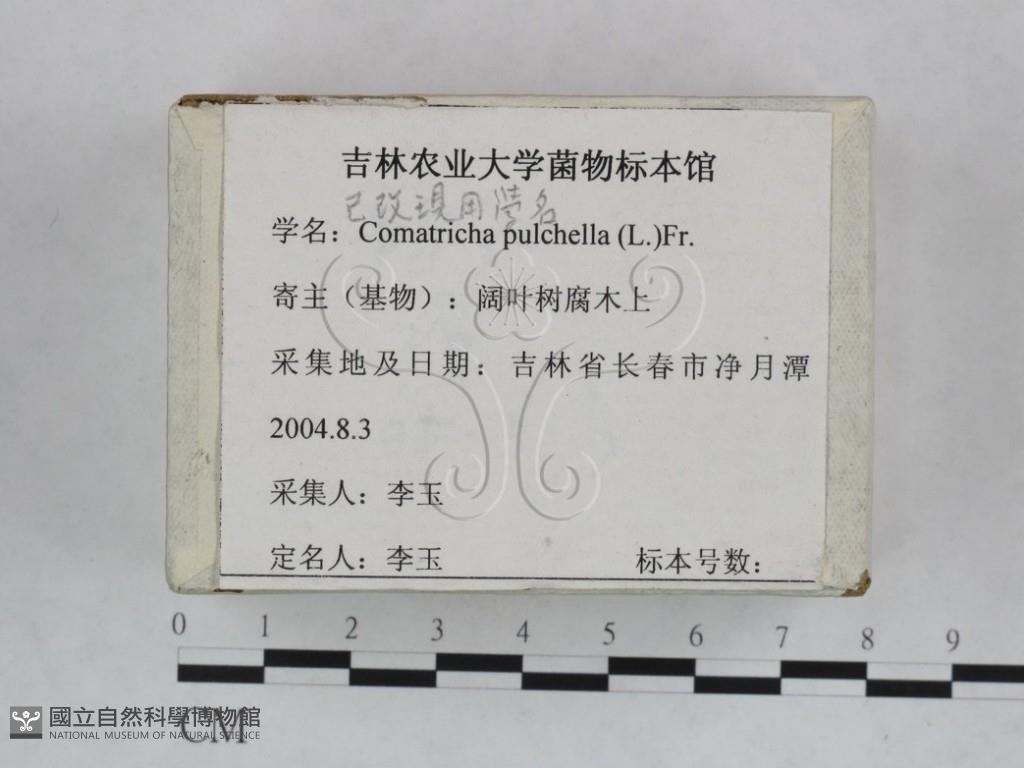 吉林农业大学菌物标本馆
已改現用學名
学名：Comatricha pulchella (L.)Fr.
寄主（基物）：阔叶树腐木上
采集地及日期：吉林省长春市净月潭
2004.8.3
采集人：李玉
定名人：李玉 标本号数：
0 1 2 3 4 5 6 7 8 9
CM
國立自然科學博物館
NATIONAL MUSEUM OF NATURAL SCIENCE